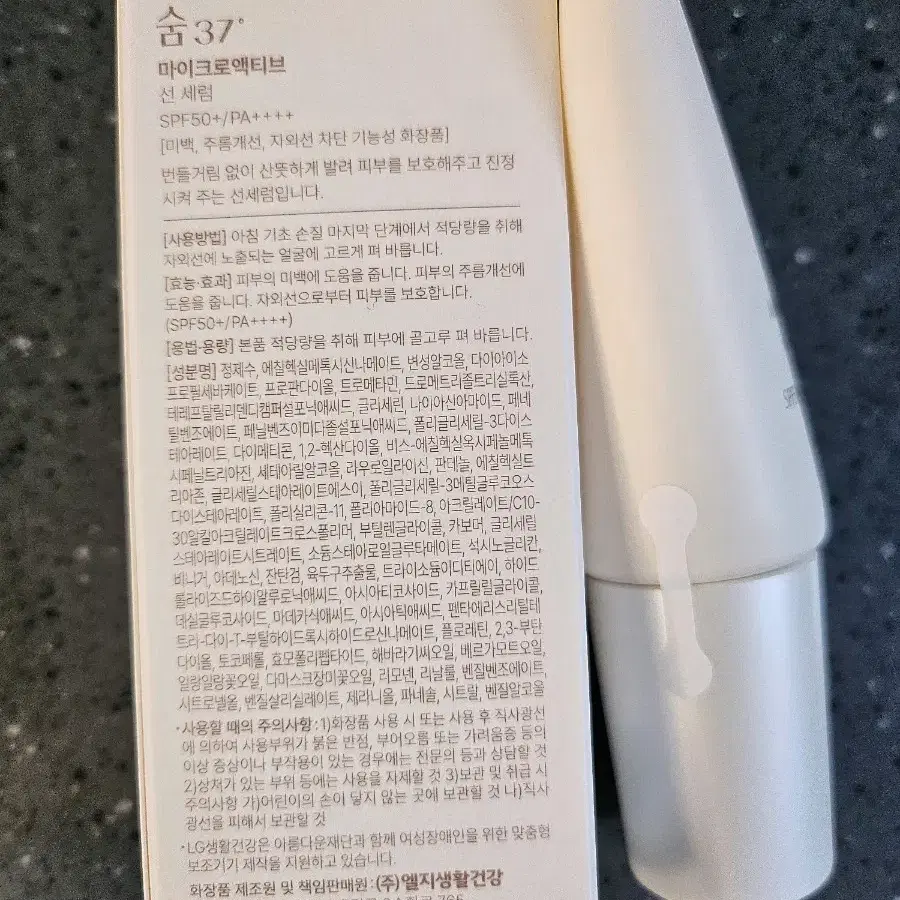 숨37°
마이크로액티브
선 세럼
SPF50+/PA++++
[미백, 주름개선, 자외선 차단 기능성 화장품]
번들거림 없이 산뜻하게 발려 피부를 보호해주고 진정
시켜 주는 선세럼입니다.
[사용방법] 아침 기초 손질 마지막 단계에서 적당량을 취해
자외선에 노출되는 얼굴에 고르게 펴 바릅니다.
[효능·효과] 피부의 미백에 도움을 줍니다. 피부의 주름개선에
도움을 줍니다. 자외선으로부터 피부를 보호합니다.
(SPF50+/PA++++)
[용법·용량] 본품 적당량을 취해 피부에 골고루 펴 바릅니다.
[성분명] 정제수, 에칠헥실메톡시신나메이트, 변성알코올, 다이아이소
프로필세바케이트, 프로판다이올, 트로메타민, 드로메트리졸트리실록산,
테레프탈릴리덴디캠퍼설포닉애씨드, 글리세린, 나이아신아마이드, 페네
틸벤조에이트, 페닐벤즈이미다졸설포닉애씨드, 폴리글리세릴-3다이스
테아레이트, 다이메티콘, 1,2-헥산다이올, 비스-에칠헥실옥시페놀메톡
시페닐트리아진, 세테아릴알코올, 라우로일라이신, 판데놀, 에칠헥실트
리아존, 글리세릴스테아레이트에스이, 폴리글리세릴-3메틸글루코오스
다이스테아레이트, 폴리실리콘-11, 폴리아마이드-8, 아크릴레이트/C10-
30알킬아크릴레이트크로스폴리머, 부틸렌글라이콜, 카보머, 글리세릴
스테아레이트시트레이트, 소듐스테아로일글루타메이트, 석시노글리칸,
비니거, 아데노신, 잔탄검, 육두구추출물, 트라이소듐이디티에이, 하이드
롤라이즈드하이알루로닉애씨드, 아시아티코사이드, 카프릴릴글라이콜,
데실글루코사이드, 마데카식애씨드, 아시아틱애씨드, 펜타에리스리틸테
트라-다이-T-부틸하이드록시하이드로신나메이트, 플로레틴, 2,3-부탄
다이올, 토코페롤, 효모폴리펩타이드, 해바라기씨오일, 베르가모트오일,
일랑일랑꽃오일, 다마스크장미꽃오일, 리모넨, 리날룰, 벤질벤조에이트,
시트로넬올, 벤질살리실레이트, 제라니올, 파네솔, 시트랄, 벤질알코올
•사용할 때의 주의사항: 1)화장품 사용 시 또는 사용 후 직사광선
에 의하여 사용부위가 붉은 반점, 부어오름 또는 가려움증 등의
이상 증상이나 부작용이 있는 경우에는 전문의 등과 상담할 것
2)상처가 있는 부위 등에는 사용을 자제할 것 3)보관 및 취급 시
주의사항 가)어린이의 손이 닿지 않는 곳에 보관할 것 나)직사
광선을 피해서 보관할 것
•LG생활건강은 아름다운재단과 함께 여성장애인을 위한 맞춤형
보조기기 제작을 지원하고 있습니다.
화장품 제조원 및 책임판매원 : (주)엘지생활건강